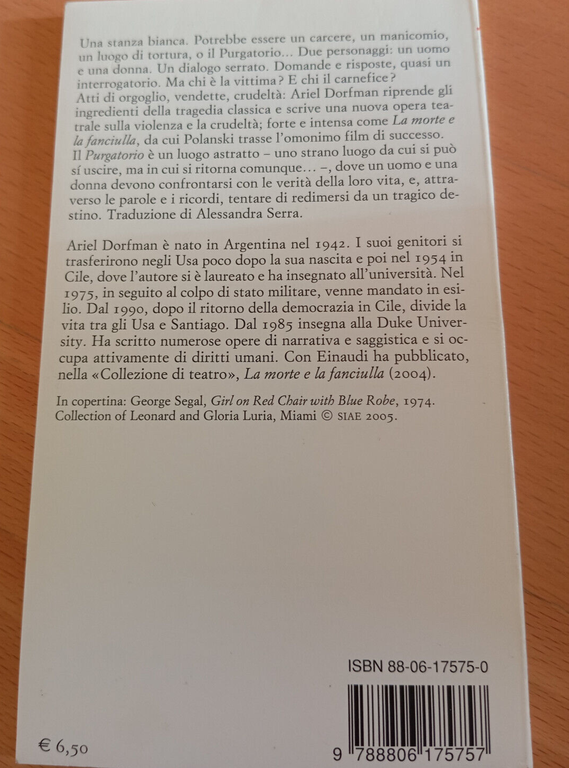 Una stanza bianca. Potrebbe essere un carcere, un manicomio,
un luogo di tortura, o il Purgatorio... Due personaggi: un uomo
e una donna. Un dialogo serrato. Domande e risposte, quasi un
interrogatorio. Ma chi è la vittima? E chi il carnefice?
Atti di orgoglio, vendette, crudeltà: Ariel Dorfman riprende gli
ingredienti della tragedia classica e scrive una nuova opera tea-
trale sulla violenza e la crudeltà; forte e intensa come La morte e
la fanciulla, da cui Polanski trasse l'omonimo film di successo.
Il Purgatorio è un luogo astratto – uno strano luogo da cui si può
sí uscire, ma in cui si ritorna comunque... –, dove un uomo e una
donna devono confrontarsi con le verità della loro vita, e, attra-
verso le parole e i ricordi, tentare di redimersi da un tragico de-
stino. Traduzione di Alessandra Serra.
Ariel Dorfman è nato in Argentina nel 1942. I suoi genitori si
trasferirono negli Usa poco dopo la sua nascita e poi nel 1954 in
Cile, dove l'autore si è laureato e ha insegnato all'università. Nel
1975, in seguito al colpo di stato militare, venne mandato in esi-
lio. Dal 1990, dopo il ritorno della democrazia in Cile, divide la
vita tra gli Usa e Santiago. Dal 1985 insegna alla Duke Univer-
sity. Ha scritto numerose opere di narrativa e saggistica e si oc-
cupa attivamente di diritti umani. Con Einaudi ha pubblicato,
nella «Collezione di teatro», La morte e la fanciulla (2004).
In copertina: George Segal, Girl on Red Chair with Blue Robe, 1974.
Collection of Leonard and Gloria Luria, Miami © SIAE 2005.
ISBN 88-06-17575-0
€ 6,50
9 788806 175757